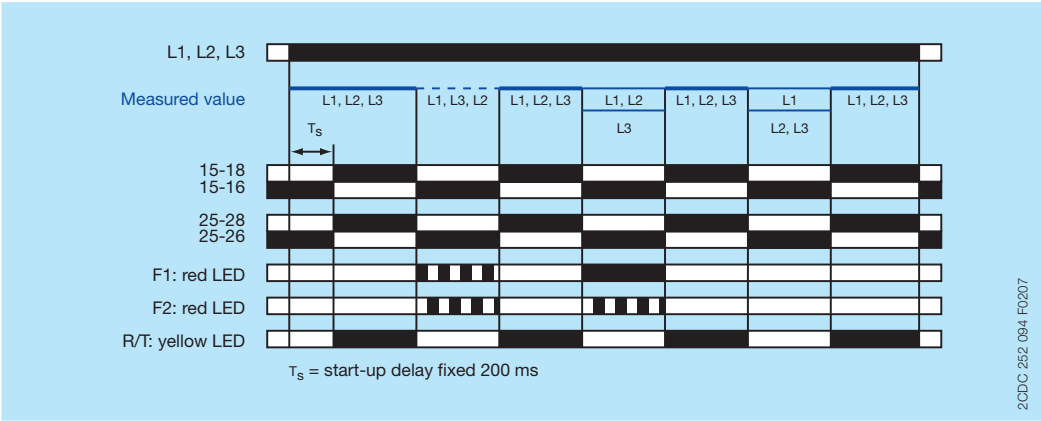 L1, L2, L3
Measured value
L1, L2, L3 L1, L3, L2 L1, L2, L3 L1, L2 L1, L2, L3 L1 L1, L2, L3
Ts L3 L2, L3
15-18
15-16
25-28
25-26
F1: red LED
F2: red LED
R/T: yellow LED
Ts = start-up delay fixed 200 ms
2CDC 252 094 F0207